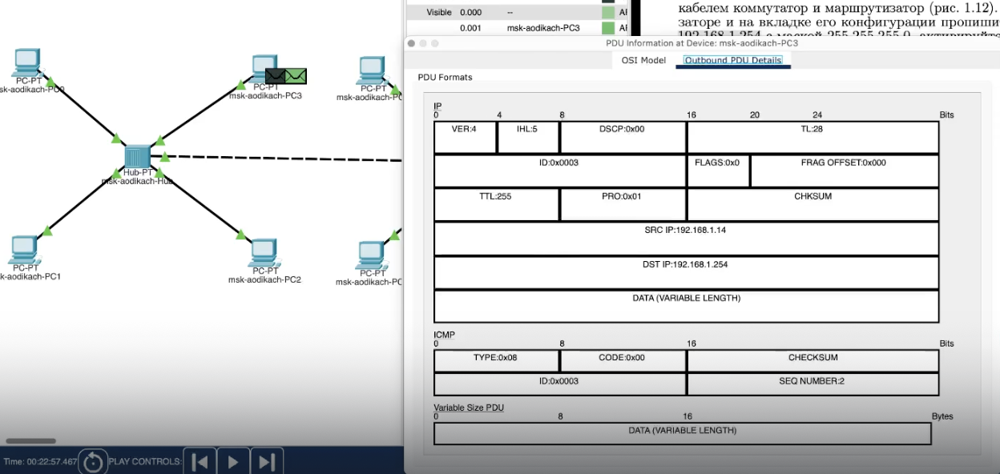 Visible 0.000 --
0.001 msk-aodikach-PC3
кабелем коммутатор и маршрутизатор (рис. 1.12).
заторе и на вкладке его конфигурации пропиши
192.168.1.254 с маской 255.255.255.0, активируйте
PC-PT
sk-aodikach-PC0
PC-PT
msk-aodikach-PC3
PC-PT
msk-aodikach-PC
Hub-PT
msk-aodikach-Hub
PC-PT
k-aodikach-PC1
PC-PT
msk-aodikach-PC2
PC-PT
msk-aodikach-PC
Time: 00:22:57.467 PLAY CONTROLS:
PDU Information at Device: msk-aodikach-PC3
OSI Model Outbound PDU Details
PDU Formats
IP
0 4 8 16 20 24 Bits
VER:4 IHL:5 DSCP:0x00 TL:28
ID:0x0003 FLAGS:0x0 FRAG OFFSET:0x000
TTL:255 PRO:0x01 CHKSUM
SRC IP:192.168.1.14
DST IP:192.168.1.254
DATA (VARIABLE LENGTH)
ICMP
0 8 16 Bits
TYPE:0x08 CODE:0x00 CHECKSUM
ID:0x0003 SEQ NUMBER:2
Variable Size PDU
0 8 16 Bytes
DATA (VARIABLE LENGTH)